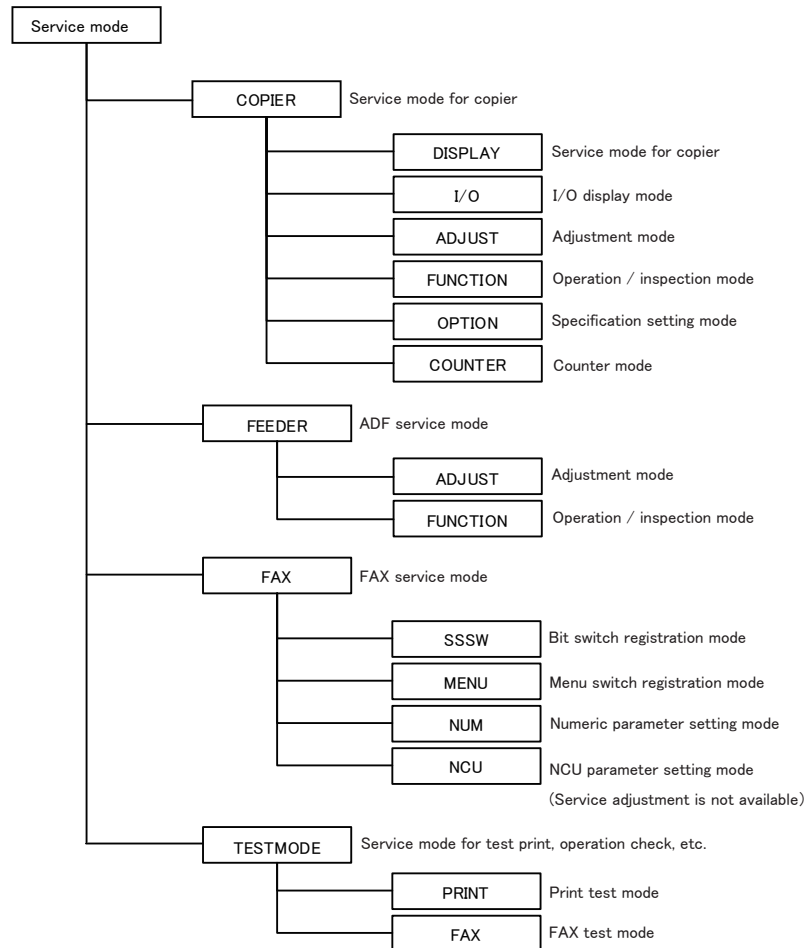 Service mode
COPIER Service mode for copier
DISPLAY Service mode for copier
I/O I/O display mode
ADJUST Adjustment mode
FUNCTION Operation / inspection mode
OPTION Specification setting mode
COUNTER Counter mode
FEEDER ADF service mode
ADJUST Adjustment mode
FUNCTION Operation / inspection mode
FAX FAX service mode
SSSW Bit switch registration mode
MENU Menu switch registration mode
NUM Numeric parameter setting mode
NCU NCU parameter setting mode
(Service adjustment is not available)
TESTMODE Service mode for test print, operation check, etc.
PRINT Print test mode
FAX FAX test mode